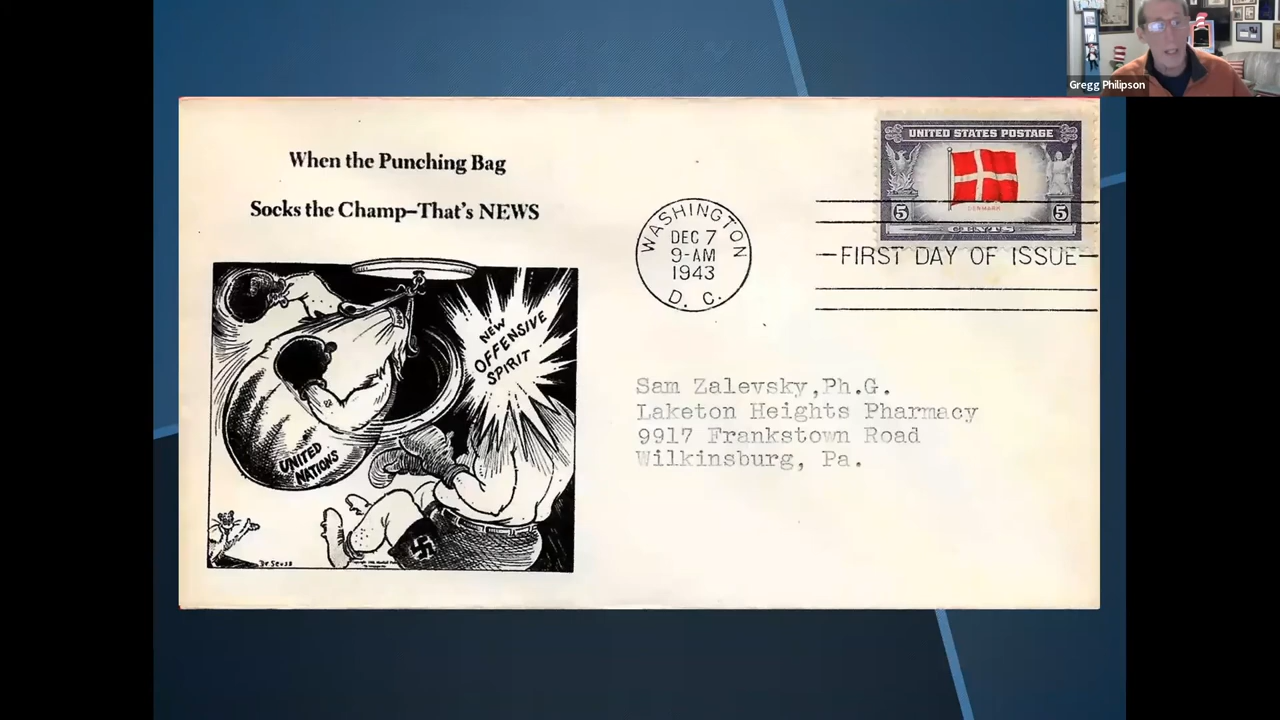 Gregg Philipson
When the Punching Bag
Socks the Champ—That's NEWS
UNITED STATES POSTAGE
DENMARK
5
5
CENTS
WASHINGTON
DEC 7
9-AM
1943
D. C.
FIRST DAY OF ISSUE
NEW
OFFENSIVE
SPIRIT
UNITED
NATIONS
Dr. Seuss
Sam Zalevsky,Ph.G.
Laketon Heights Pharmacy
9917 Frankstown Road
Wilkinsburg, Pa.